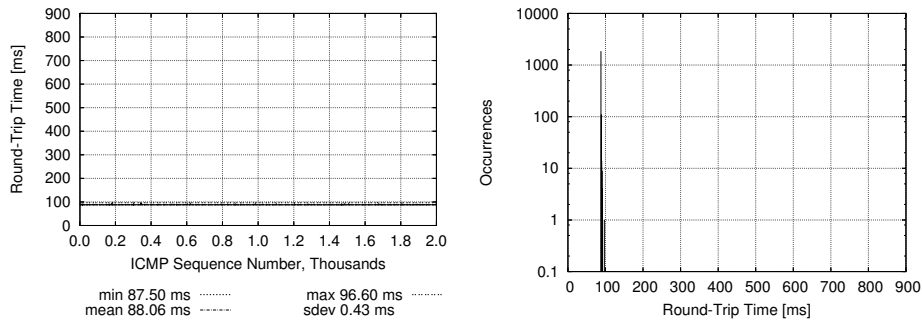 900
800
700
600
500
400
300
200
100
0
Round-Trip Time [ms]
0.0 0.2 0.4 0.6 0.8 1.0 1.2 1.4 1.6 1.8 2.0
ICMP Sequence Number, Thousands
min 87.50 ms max 96.60 ms
mean 88.06 ms sdev 0.43 ms
10000
1000
100
10
1
0.1
Occurrences
0 100 200 300 400 500 600 700 800 900
Round-Trip Time [ms]